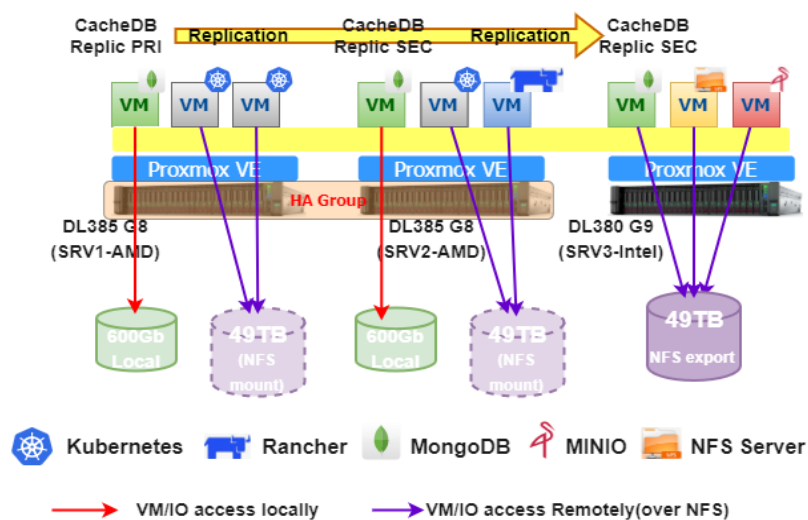 CacheDB
Replic PRI
Replication
CacheDB
Replic SEC
Replication
CacheDB
Replic SEC
VM
VM
VM
VM
VM
VM
VM
VM
VM
Proxmox VE
Proxmox VE
Proxmox VE
HA Group
DL385 G8
(SRV1-AMD)
DL385 G8
(SRV2-AMD)
DL380 G9
(SRV3-Intel)
600Gb
Local
49TB
(NFS
mount)
600Gb
Local
49TB
(NFS
mount)
49TB
NFS export
Kubernetes
Rancher
MongoDB
MINIO
NFS Server
VM/IO access locally
VM/IO access Remotely(over NFS)